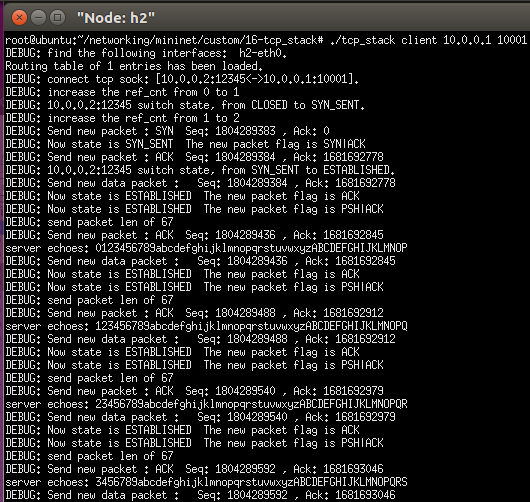 "Node: h2"
root@ubuntu:~/networking/mininet/custom/16-tcp_stack# ./tcp_stack client 10.0.0.1 10001
DEBUG: find the following interfaces:  h2-eth0.
Routing table of 1 entries has been loaded.
DEBUG: connect tcp sock: [10.0.0.2:12345<->10.0.0.1:10001].
DEBUG: increase the ref_cnt from 0 to 1
DEBUG: 10.0.0.2:12345 switch state, from CLOSED to SYN_SENT.
DEBUG: increase the ref_cnt from 1 to 2
DEBUG: Send new packet : SYN  Seq: 1804289383 , Ack: 0
DEBUG: Now state is SYN_SENT  The new packet flag is SYN|ACK
DEBUG: Send new packet : ACK  Seq: 1804289384 , Ack: 1681692778
DEBUG: 10.0.0.2:12345 switch state, from SYN_SENT to ESTABLISHED.
DEBUG: Send new data packet :   Seq: 1804289384 , Ack: 1681692778
DEBUG: Now state is ESTABLISHED  The new packet flag is ACK
DEBUG: Now state is ESTABLISHED  The new packet flag is PSH|ACK
DEBUG: send packet len of 67
DEBUG: Send new packet : ACK  Seq: 1804289436 , Ack: 1681692845
server echoes: 0123456789abcdefghijklmnopqrstuvwxyzABCDEFGHIJKLMNOP
DEBUG: Send new data packet :   Seq: 1804289436 , Ack: 1681692845
DEBUG: Now state is ESTABLISHED  The new packet flag is ACK
DEBUG: Now state is ESTABLISHED  The new packet flag is PSH|ACK
DEBUG: send packet len of 67
DEBUG: Send new packet : ACK  Seq: 1804289488 , Ack: 1681692912
server echoes: 123456789abcdefghijklmnopqrstuvwxyzABCDEFGHIJKLMNOPQ
DEBUG: Send new data packet :   Seq: 1804289488 , Ack: 1681692912
DEBUG: Now state is ESTABLISHED  The new packet flag is ACK
DEBUG: Now state is ESTABLISHED  The new packet flag is PSH|ACK
DEBUG: send packet len of 67
DEBUG: Send new packet : ACK  Seq: 1804289540 , Ack: 1681692979
server echoes: 23456789abcdefghijklmnopqrstuvwxyzABCDEFGHIJKLMNOPQR
DEBUG: Send new data packet :   Seq: 1804289540 , Ack: 1681692979
DEBUG: Now state is ESTABLISHED  The new packet flag is ACK
DEBUG: Now state is ESTABLISHED  The new packet flag is PSH|ACK
DEBUG: send packet len of 67
DEBUG: Send new packet : ACK  Seq: 1804289592 , Ack: 1681693046
server echoes: 3456789abcdefghijklmnopqrstuvwxyzABCDEFGHIJKLMNOPQRS
DEBUG: Send new data packet :   Seq: 1804289592 , Ack: 1681693046